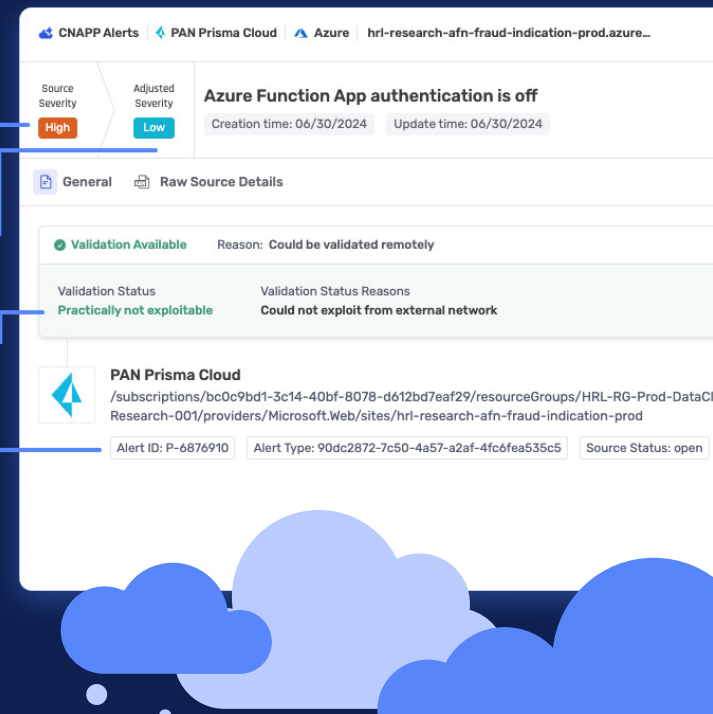 CNAPP Alerts PAN Prisma Cloud Azure hrl-research-afn-fraud-indication-prod.azure...
Source Severity Adjusted Severity
High Low
Azure Function App authentication is off
Creation time: 06/30/2024 Update time: 06/30/2024
General Raw Source Details
Validation Available Reason: Could be validated remotely
Validation Status Validation Status Reasons
Practically not exploitable Could not exploit from external network
PAN Prisma Cloud
/subscriptions/bc0c9bd1-3c14-40bf-8078-d612bd7eaf29/resourceGroups/HRL-RG-Prod-DataCl
Research-001/providers/Microsoft.Web/sites/hrl-research-afn-fraud-indication-prod
Alert ID: P-6876910 Alert Type: 90dc2872-7c50-4a57-a2af-4fc6fea535c5 Source Status: open